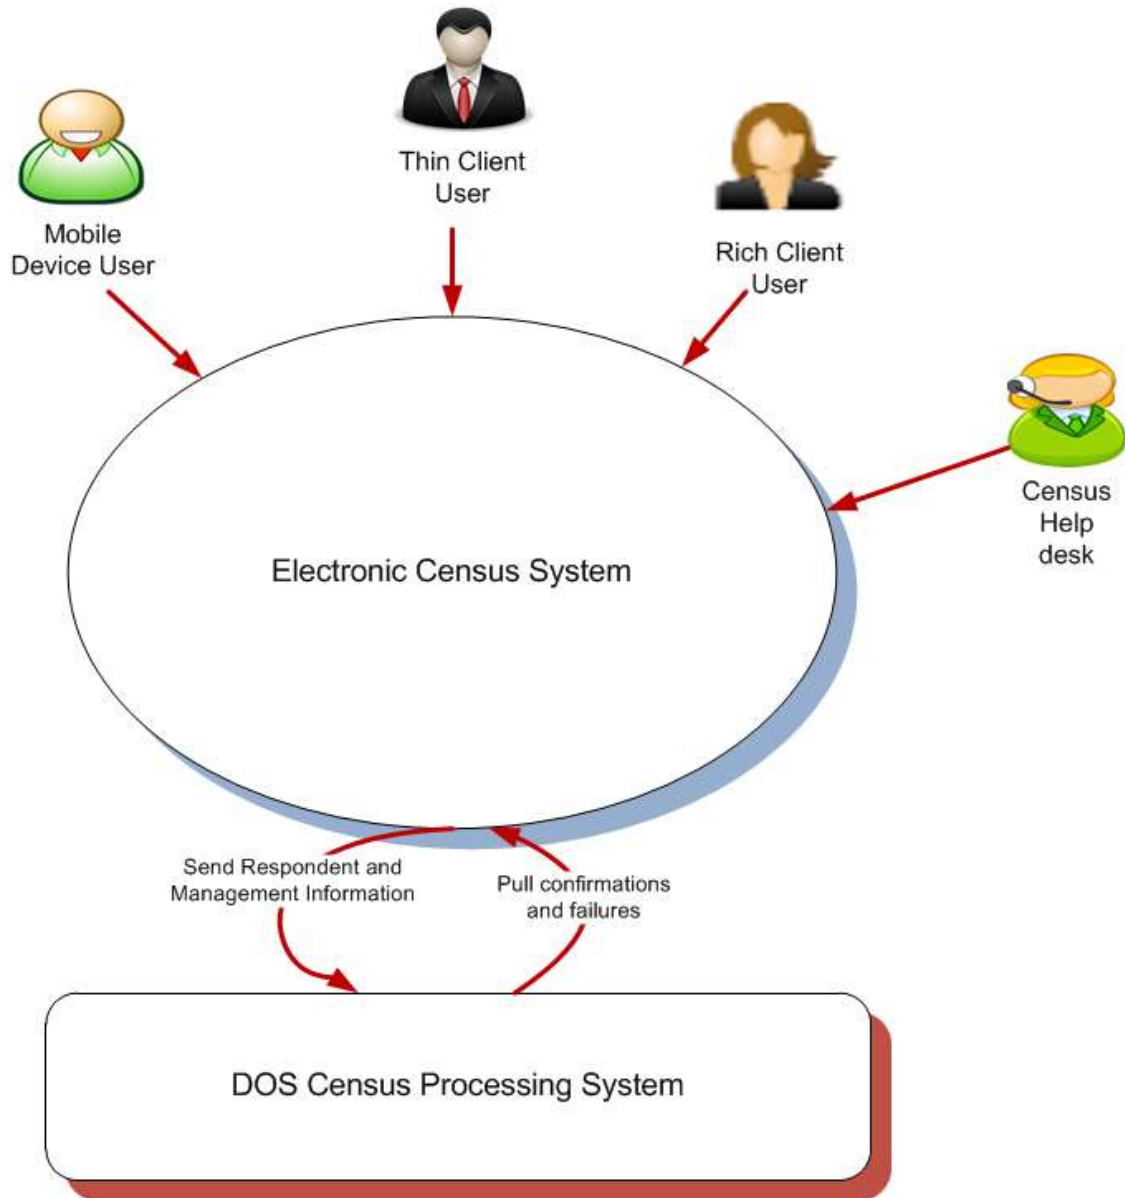 Thin Client
User
Mobile
Device User
Rich Client
User
Census
Help
desk
Electronic Census System
Send Respondent and
Management Information
Pull confirmations
and failures
DOS Census Processing System